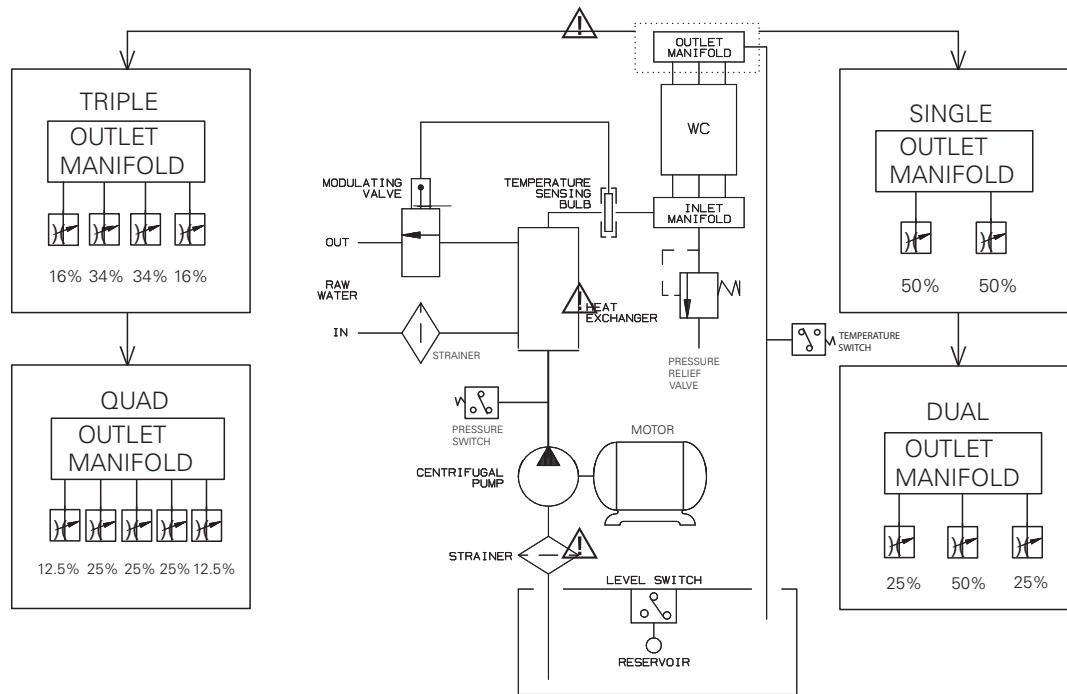 OUTLET
MANIFOLD
TRIPLE
OUTLET
MANIFOLD
16% 34% 34% 16%
QUAD
OUTLET
MANIFOLD
12.5% 25% 25% 25% 12.5%
WC
MODULATING
VALVE
TEMPERATURE
SENSING
BULB
INLET
MANIFOLD
OUT
RAW
WATER
IN
STRAINER
HEAT
EXCHANGER
PRESSURE
RELIEF
VALVE
PRESSURE
SWITCH
MOTOR
CENTRIFUGAL
PUMP
STRAINER
LEVEL SWITCH
RESERVOIR
SINGLE
OUTLET
MANIFOLD
50% 50%
TEMPERATURE
SWITCH
DUAL
OUTLET
MANIFOLD
25% 50% 25%